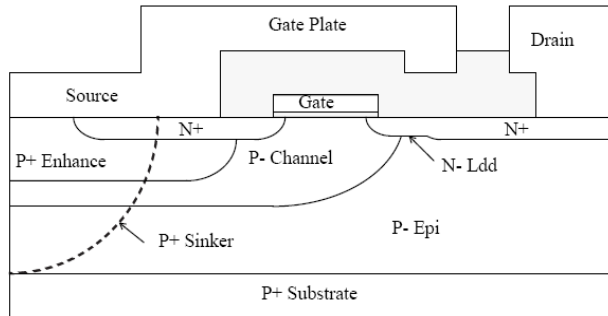 Gate Plate
Drain
Source
Gate
N+
N+
P+ Enhance
P- Channel
N- Ldd
P+ Sinker
P- Epi
P+ Substrate